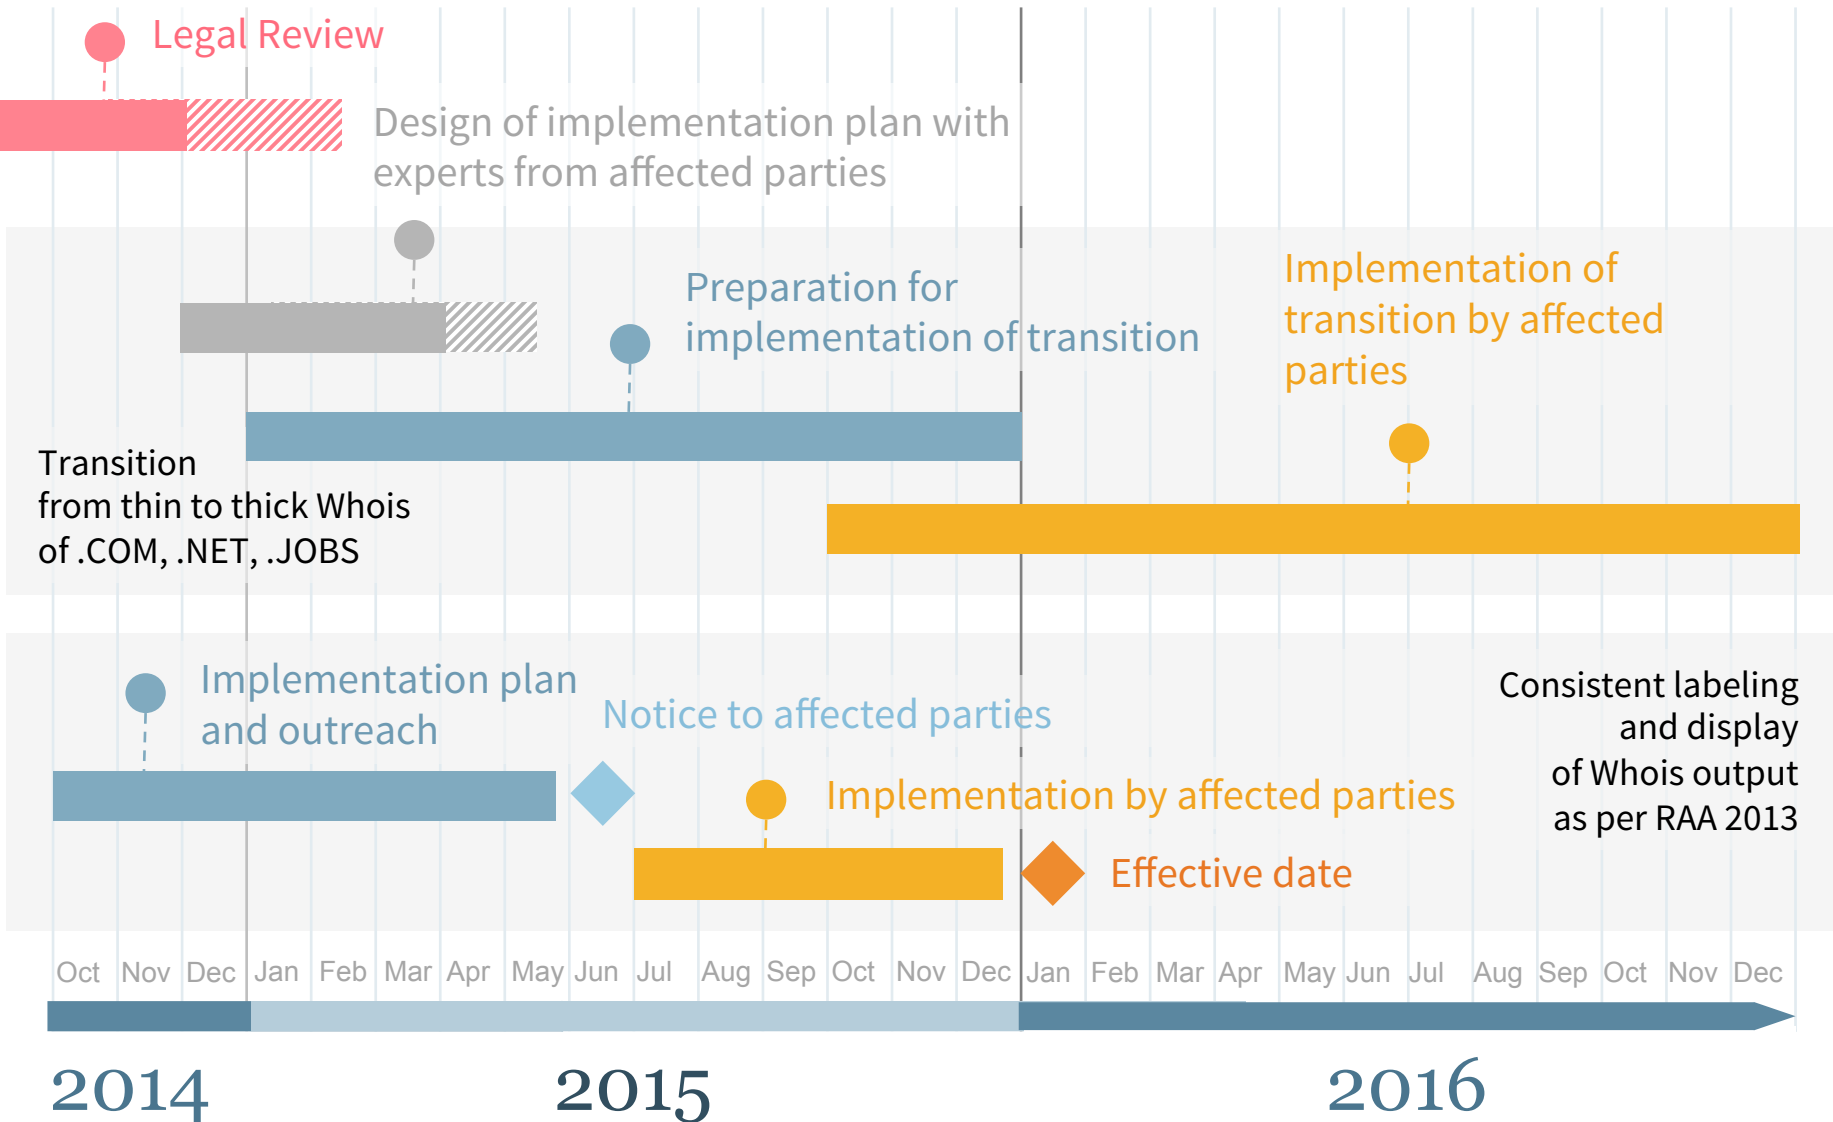 Legal Review
Design of implementation plan with
experts from affected parties
Preparation for
implementation of transition
Implementation of
transition by affected
parties
Transition
from thin to thick Whois
of .COM, .NET, .JOBS
Implementation plan
and outreach
Notice to affected parties
Consistent labeling
and display
of Whois output
as per RAA 2013
Implementation by affected parties
Effective date
Oct Nov Dec Jan Feb Mar Apr May Jun Jul Aug Sep Oct Nov Dec Jan Feb Mar Apr May Jun Jul Aug Sep Oct Nov Dec
2014 2015 2016